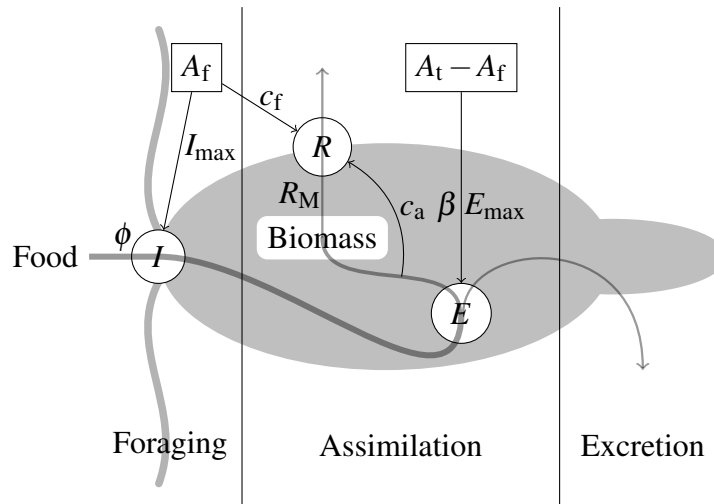 A_f
A_t − A_f
c_f
I_max
R
R_M
c_a
β E_max
Biomass
φ
Food
I
E
Foraging
Assimilation
Excretion